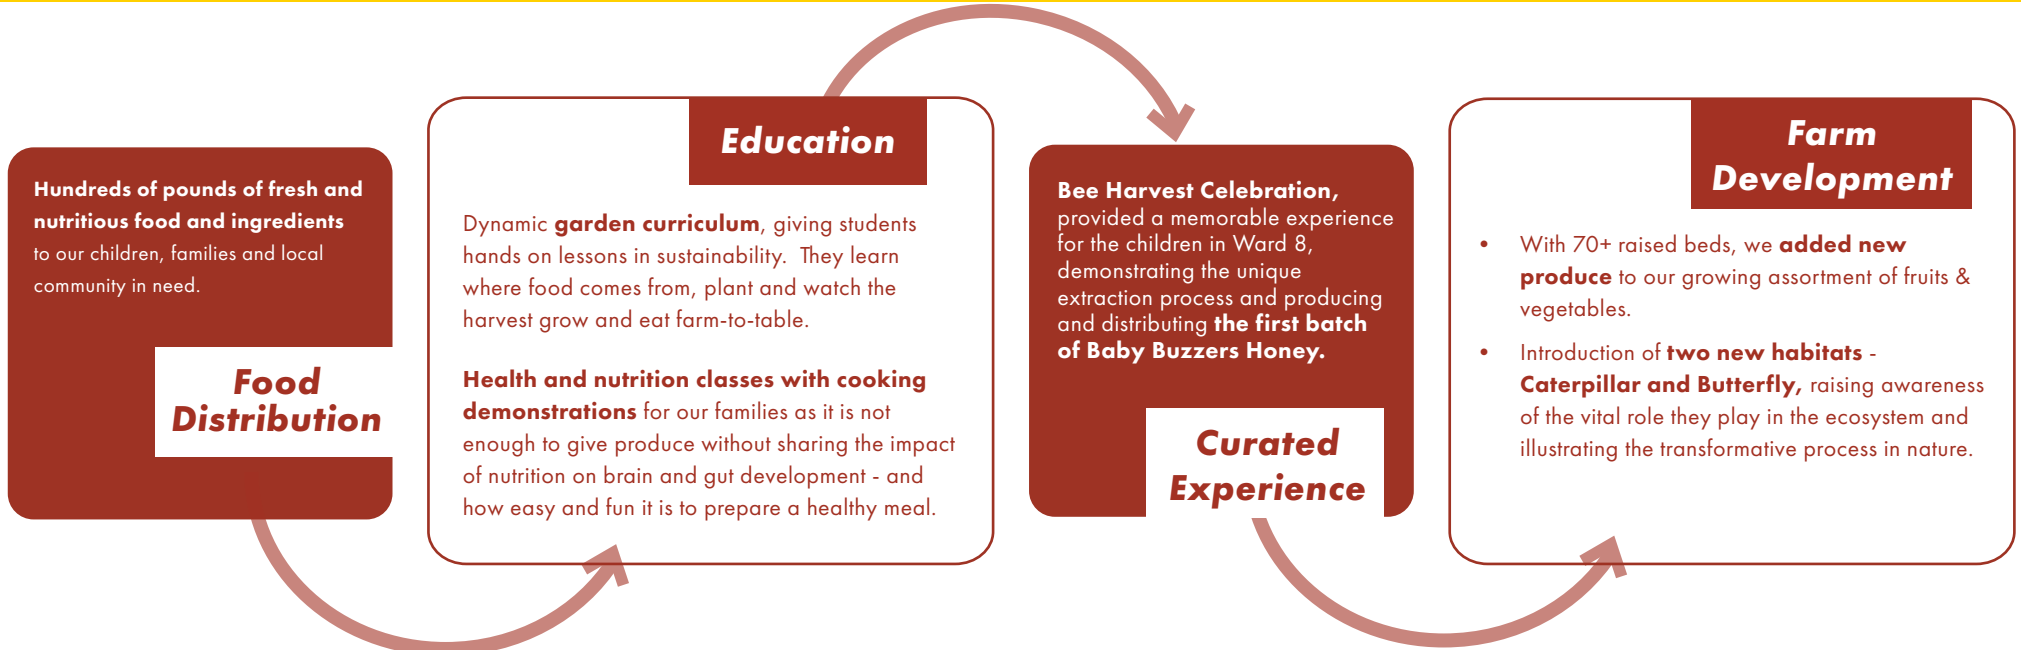 Hundreds of pounds of fresh and
nutritious food and ingredients
to our children, families and local
community in need.
Food
Distribution
Education
Dynamic garden curriculum, giving students
hands on lessons in sustainability.  They learn
where food comes from, plant and watch the
harvest grow and eat farm-to-table.
Health and nutrition classes with cooking
demonstrations for our families as it is not
enough to give produce without sharing the impact
of nutrition on brain and gut development - and
how easy and fun it is to prepare a healthy meal.
Bee Harvest Celebration,
provided a memorable experience
for the children in Ward 8,
demonstrating the unique
extraction process and producing
and distributing the first batch
of Baby Buzzers Honey.
Curated
Experience
Farm
Development
• With 70+ raised beds, we added new
produce to our growing assortment of fruits &
vegetables.
• Introduction of two new habitats -
Caterpillar and Butterfly, raising awareness
of the vital role they play in the ecosystem and
illustrating the transformative process in nature.